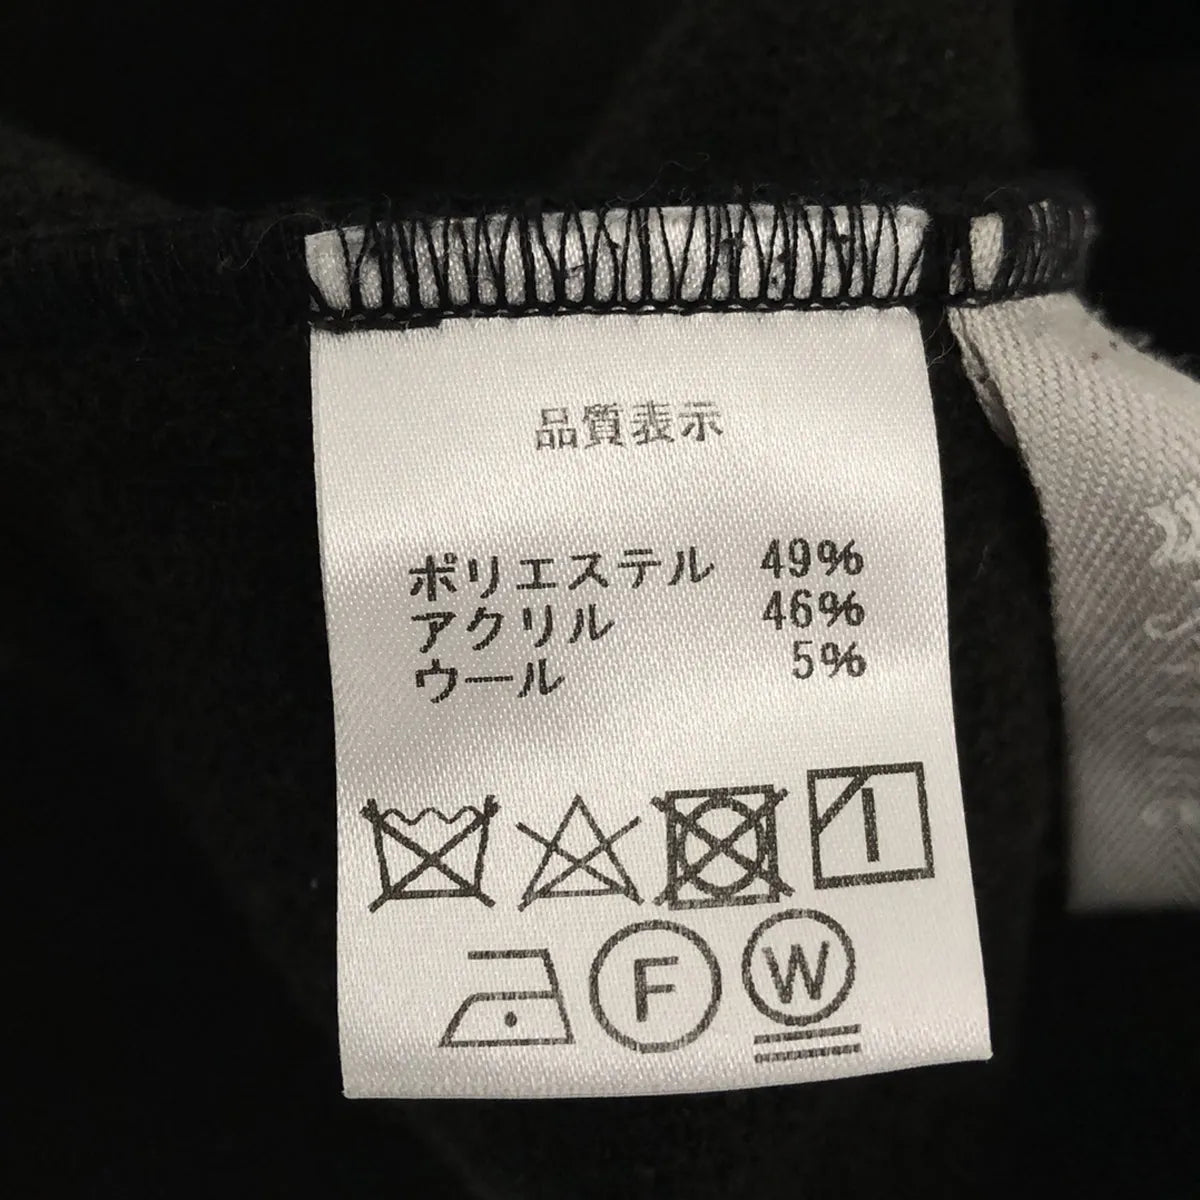 品質表示
ポリエステル 49%
アクリル 46%
ウール 5%
F W